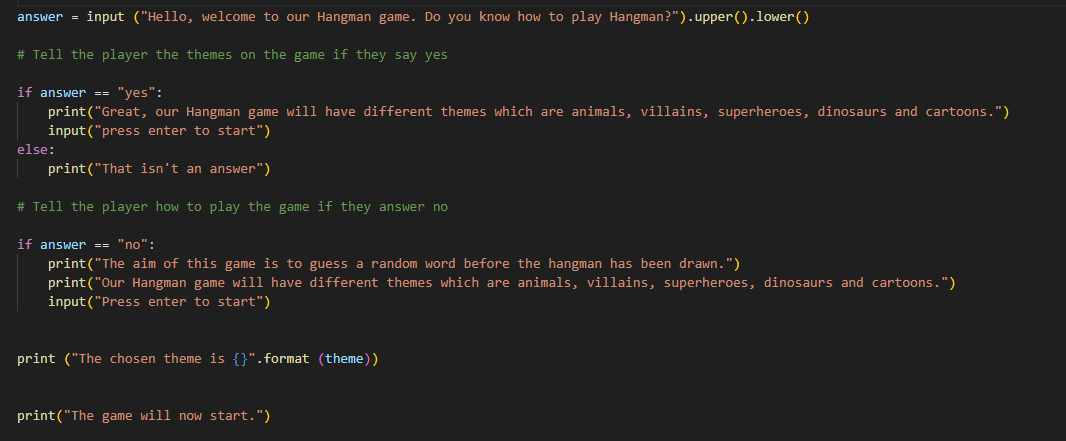 answer = input ("Hello, welcome to our Hangman game. Do you know how to play Hangman?").upper().lower()
# Tell the player the themes on the game if they say yes
if answer == "yes":
    print("Great, our Hangman game will have different themes which are animals, villains, superheroes, dinosaurs and cartoons.")
    input("press enter to start")
else:
    print("That isn't an answer")
# Tell the player how to play the game if they answer no
if answer == "no":
    print("The aim of this game is to guess a random word before the hangman has been drawn.")
    print("Our Hangman game will have different themes which are animals, villains, superheroes, dinosaurs and cartoons.")
    input("Press enter to start")
print ("The chosen theme is {}".format (theme))
print("The game will now start.")